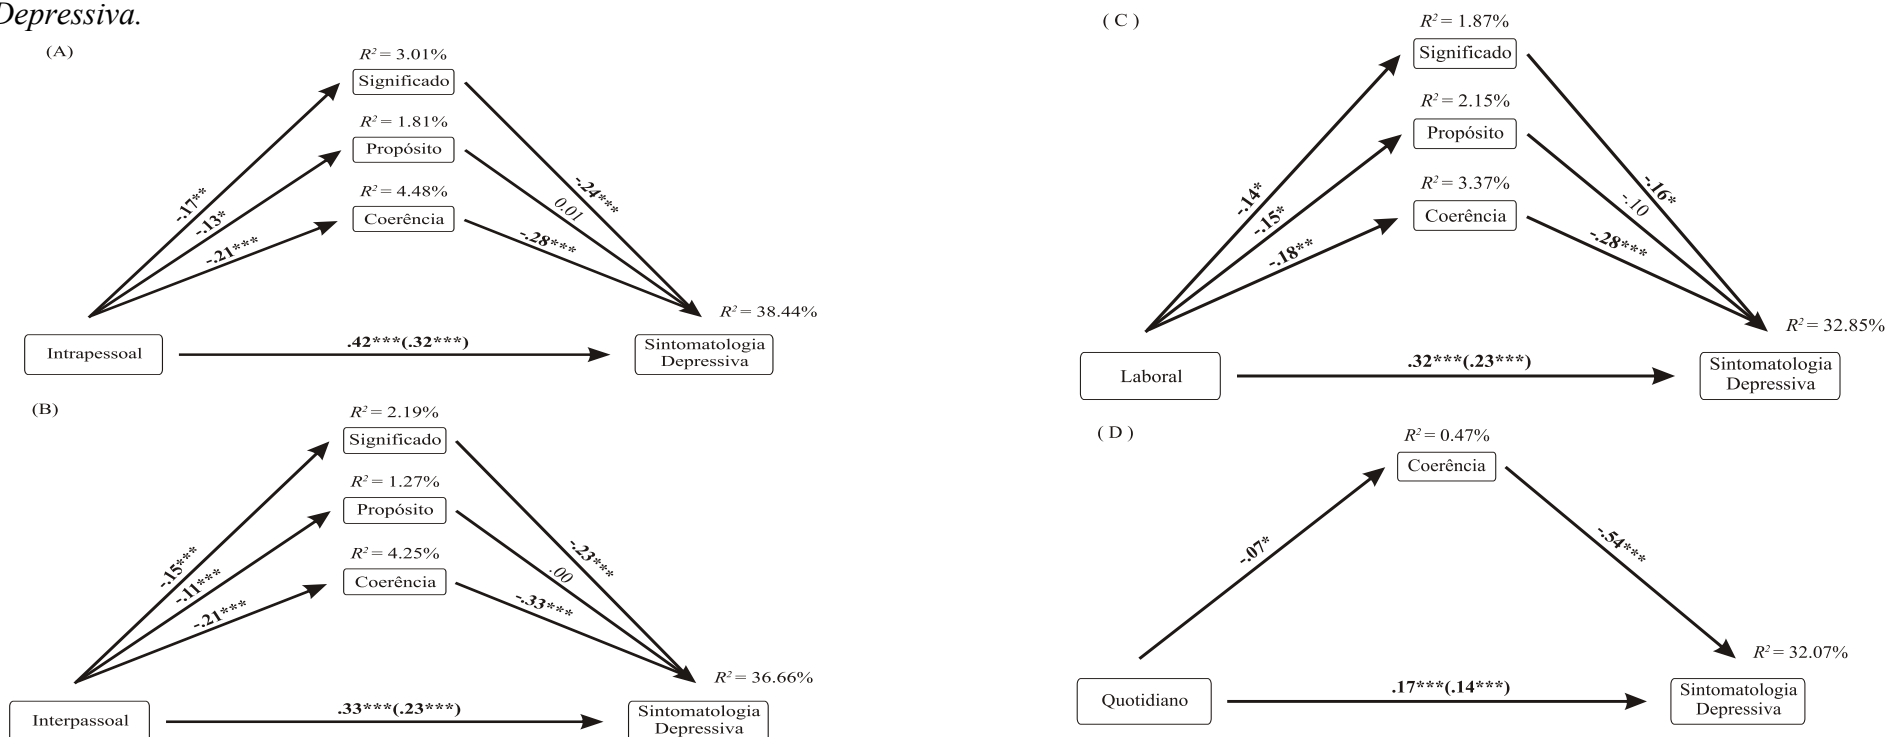 Depressiva.
(A)
R² = 3.01%
Significado
R² = 1.81%
Propósito
R² = 4.48%
Coerência
-.17**
-.13*
-.21***
-.24***
0.01
-.28***
R² = 38.44%
Intrapessoal
.42***(.32***)
Sintomatologia
Depressiva
(B)
R² = 2.19%
Significado
R² = 1.27%
Propósito
R² = 4.25%
Coerência
-.15***
-.11***
-.21***
-.23***
.00
-.33***
R² = 36.66%
Interpassoal
.33***(.23***)
Sintomatologia
Depressiva
( C )
R² = 1.87%
Significado
R² = 2.15%
Propósito
R² = 3.37%
Coerência
-.14*
-.15*
-.18**
-.16*
-.10
-.28***
R² = 32.85%
Laboral
.32***(.23***)
Sintomatologia
Depressiva
( D )
R² = 0.47%
Coerência
-.07*
-.54***
R² = 32.07%
Quotidiano
.17***(.14***)
Sintomatologia
Depressiva